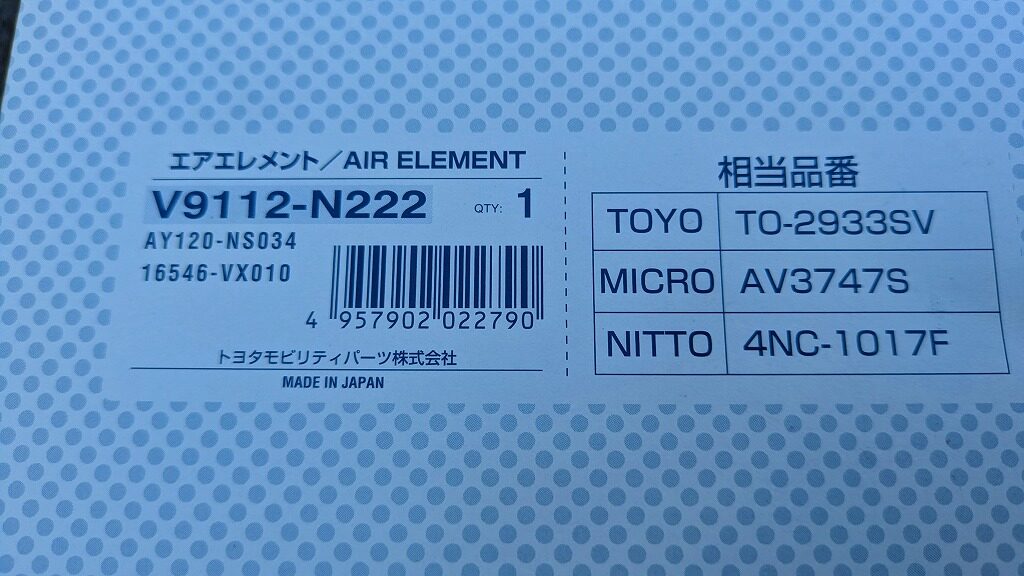 エアエレメント／AIR ELEMENT
V9112-N222 QTY: 1
AY120-NS034
16546-VX010
4 957902 022790
トヨタモビリティパーツ株式会社
MADE IN JAPAN
相当品番
TOYO TO-2933SV
MICRO AV3747S
NITTO 4NC-1017F